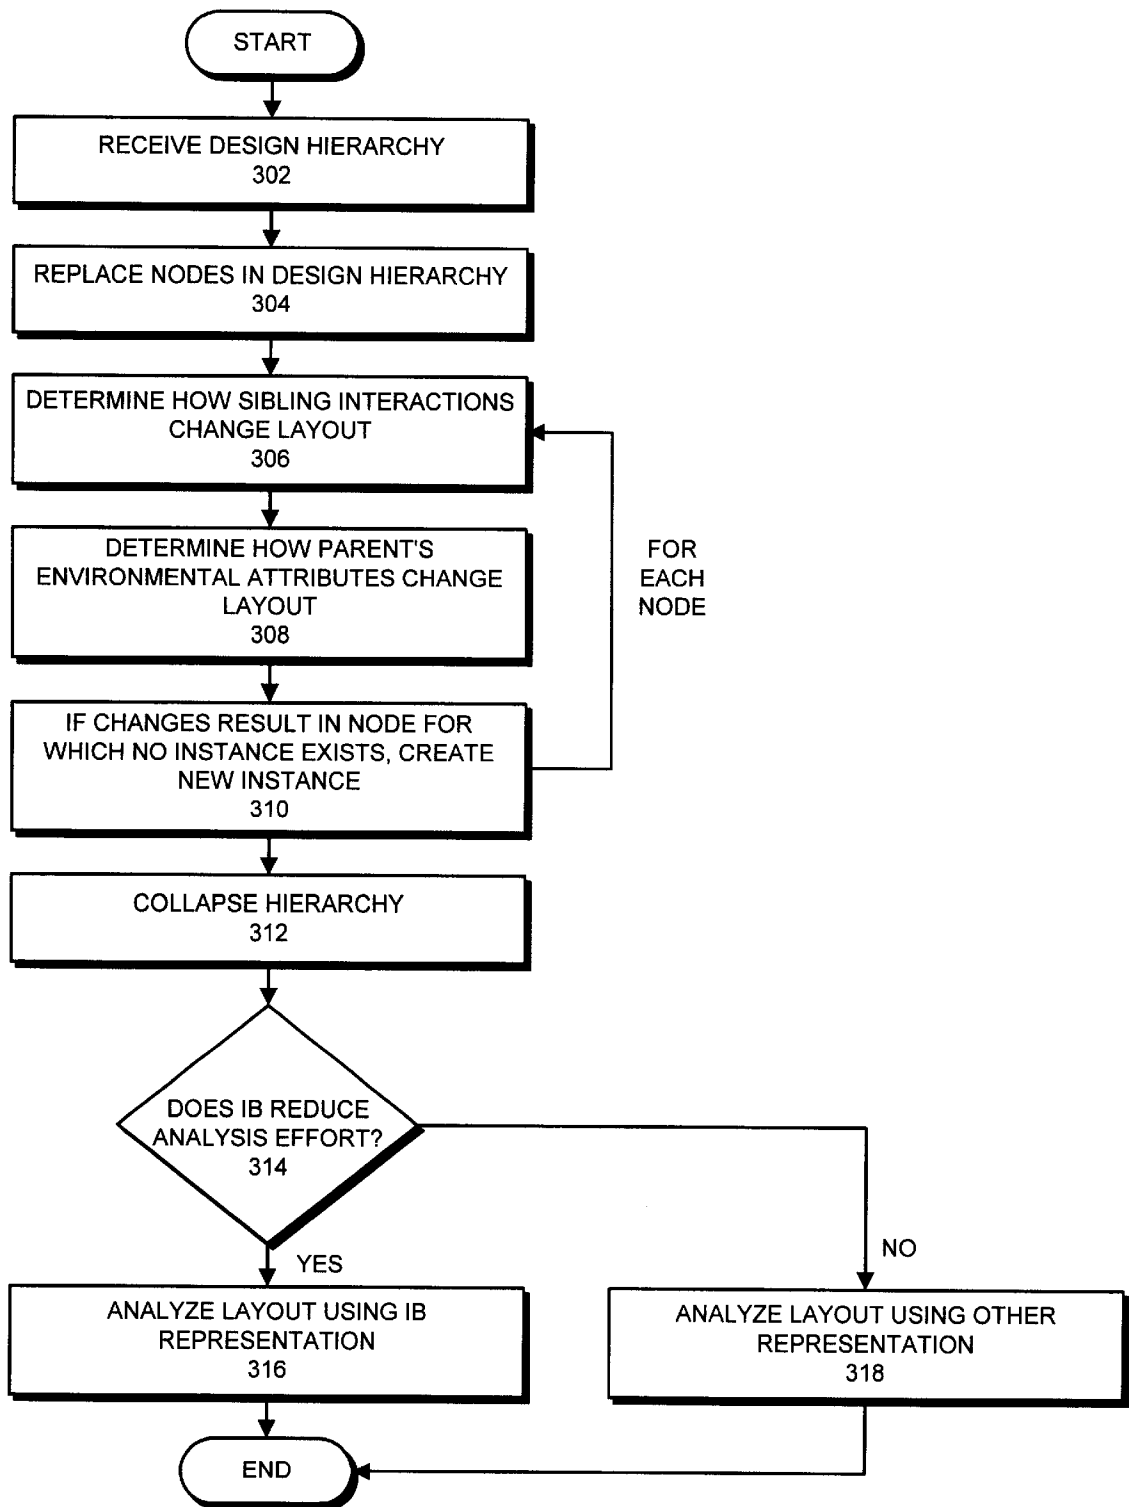 START
RECEIVE DESIGN HIERARCHY
302
REPLACE NODES IN DESIGN HIERARCHY
304
DETERMINE HOW SIBLING INTERACTIONS
CHANGE LAYOUT
306
DETERMINE HOW PARENT'S
ENVIRONMENTAL ATTRIBUTES CHANGE
LAYOUT
308
FOR
EACH
NODE
IF CHANGES RESULT IN NODE FOR
WHICH NO INSTANCE EXISTS, CREATE
NEW INSTANCE
310
COLLAPSE HIERARCHY
312
DOES IB REDUCE
ANALYSIS EFFORT?
314
YES
NO
ANALYZE LAYOUT USING IB
REPRESENTATION
316
ANALYZE LAYOUT USING OTHER
REPRESENTATION
318
END